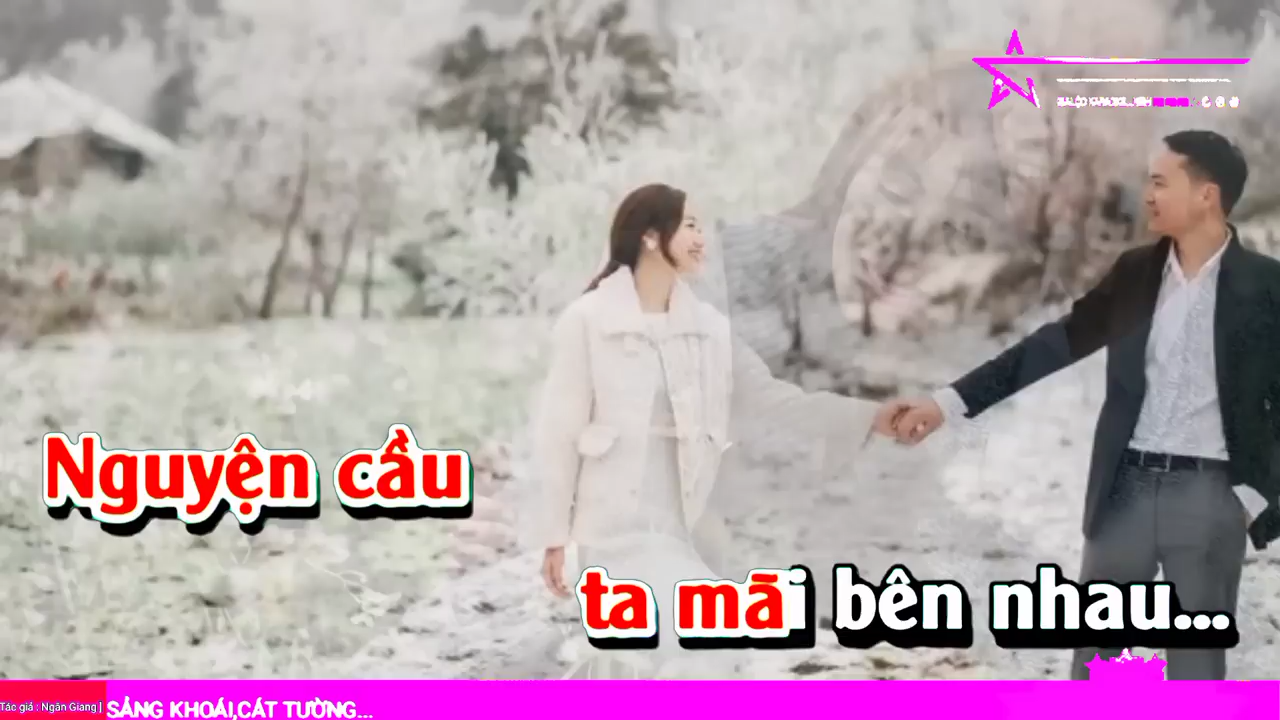 Nguyện cầu
ta mãi bên nhau...
Tác giả : Ngân Giang |
SẢNG KHOÁI,CÁT TƯỜNG...